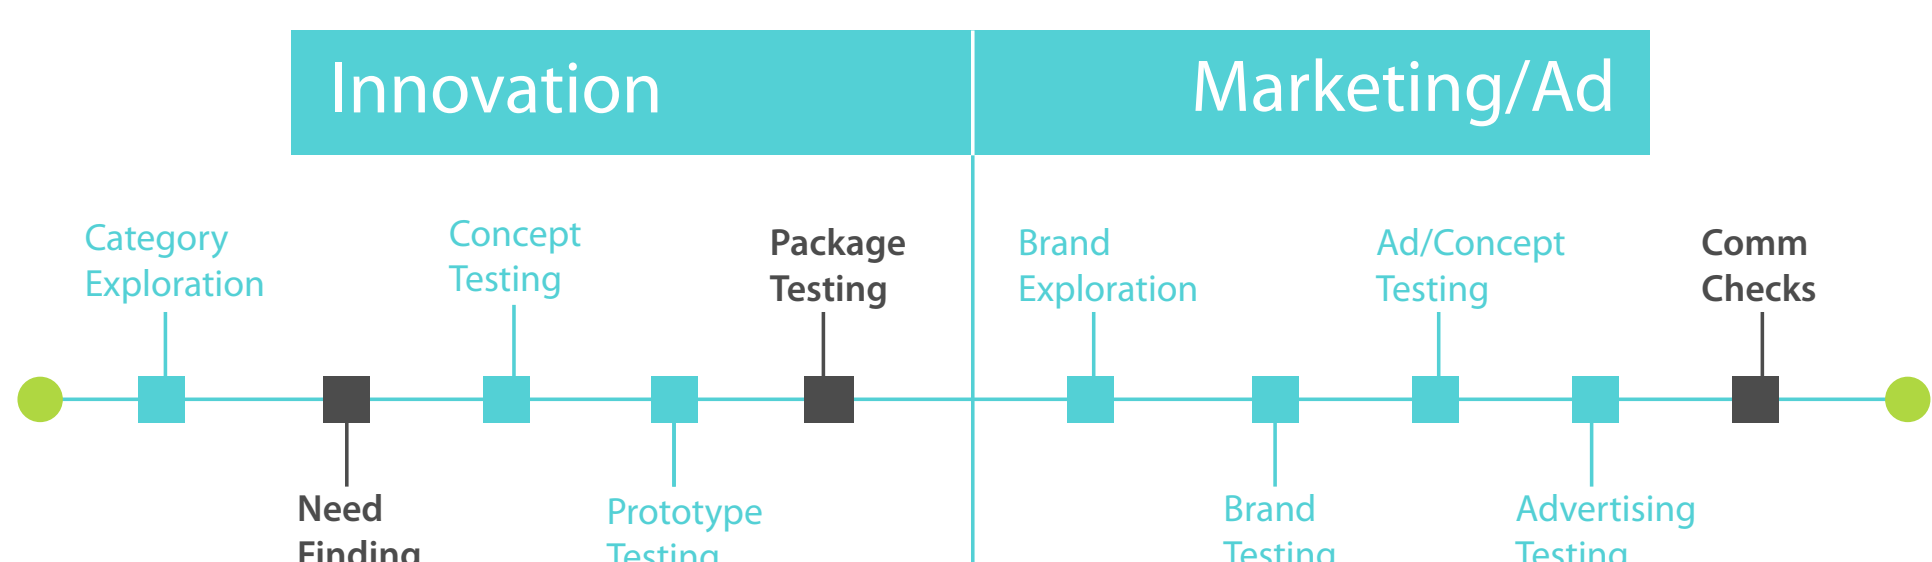 Innovation
Marketing/Ad
Category
Exploration
Concept
Testing
Package
Testing
Brand
Exploration
Ad/Concept
Testing
Comm
Checks
Need
Finding
Prototype
Testing
Brand
Testing
Advertising
Testing